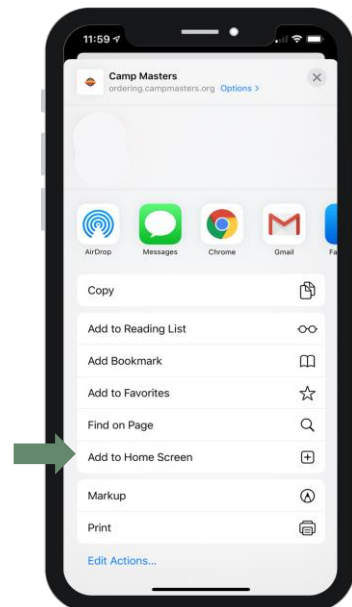 11:59
Camp Masters
ordering.campmasters.org Options >
AirDrop Messages Chrome Gmail Fa
Copy
Add to Reading List
Add Bookmark
Add to Favorites
Find on Page
Add to Home Screen
Markup
Print
Edit Actions...